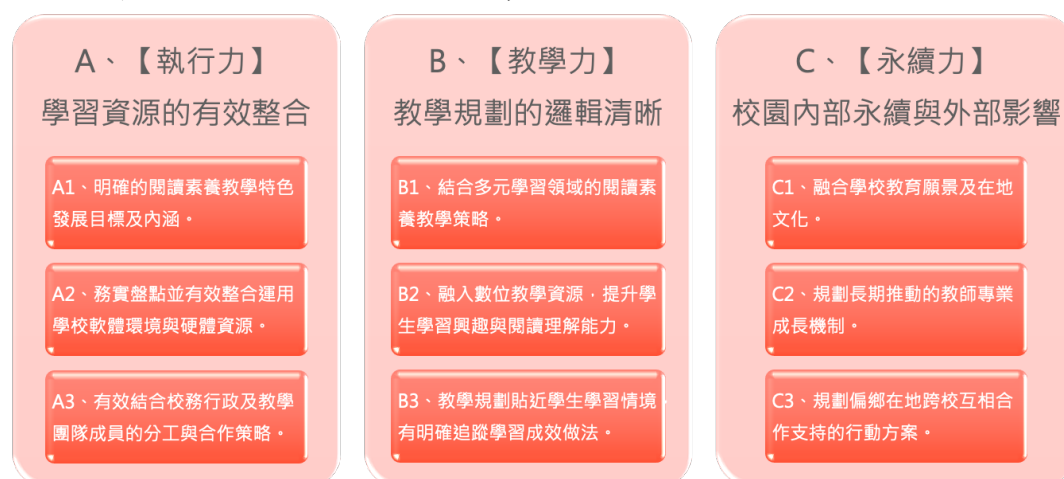 A、【執行力】
學習資源的有效整合
A1、明確的閱讀素養教學特色
發展目標及內涵。
A2、務實盤點並有效整合運用
學校軟體環境與硬體資源。
A3、有效結合校務行政及教學
團隊成員的分工與合作策略。
B、【教學力】
教學規劃的邏輯清晰
B1、結合多元學習領域的閱讀素
養教學策略。
B2、融入數位教學資源，提升學
生學習興趣與閱讀理解能力。
B3、教學規劃貼近學生學習情境，
有明確追蹤學習成效做法。
C、【永續力】
校園內部永續與外部影響
C1、融合學校教育願景及在地
文化。
C2、規劃長期推動的教師專業
成長機制。
C3、規劃偏鄉在地跨校互相合
作支持的行動方案。